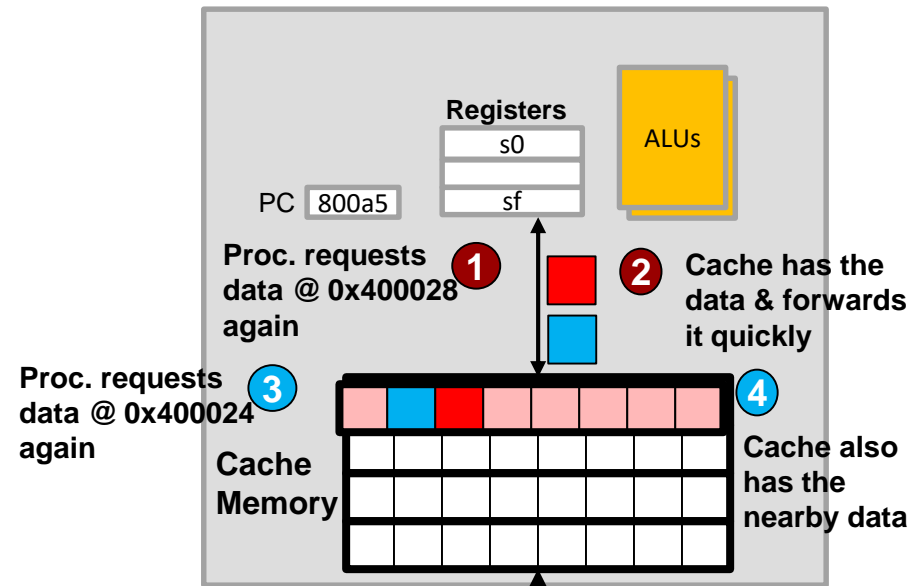 Registers
s0
ALUs
PC 800a5
sf
Proc. requests
data @ 0x400028
again
1
2
Cache has the
data & forwards
it quickly
Proc. requests
data @ 0x400024
again
3
4
Cache
Memory
Cache also
has the
nearby data